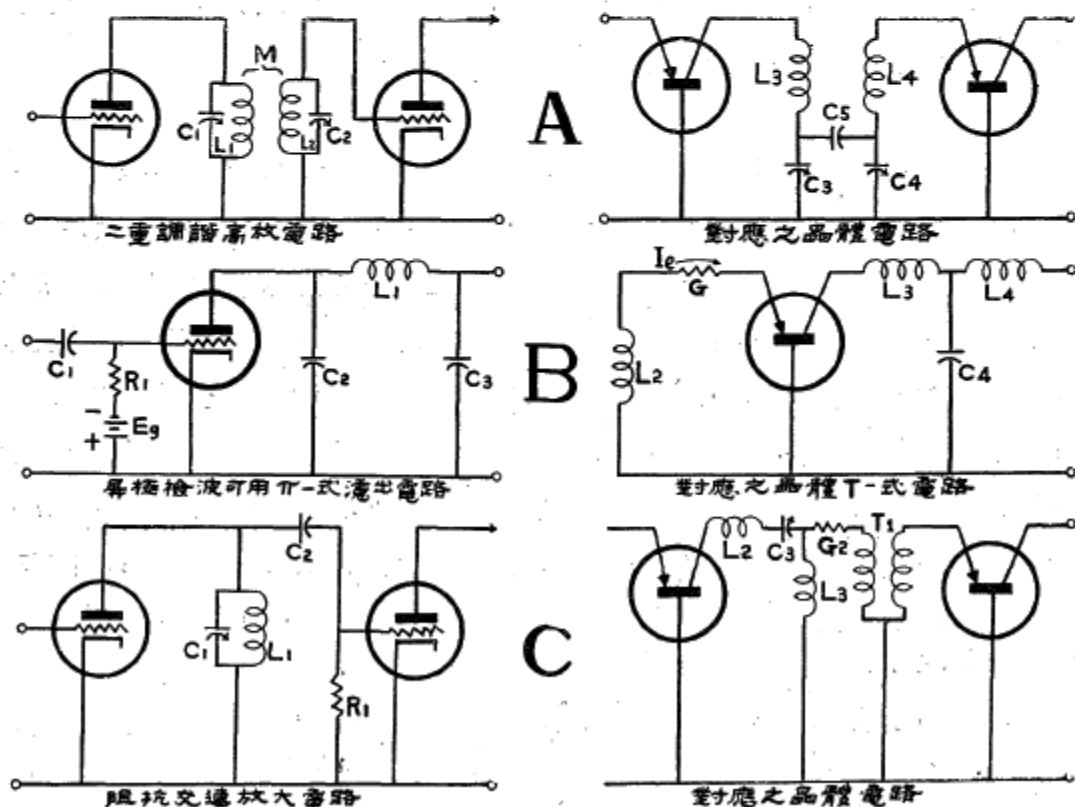 M
C1
L1
L2
C2
二重調諧高放電路
A
L3
L4
C5
C3
C4
對應之晶體電路
C1
R1
- 
+
Eg
L1
C2
C3
屏極檢波可用π-式濾出電路
B
Ie
G
L2
L3
L4
C4
對應之晶體T-式電路
C2
C1
L1
R1
阻抗交連放大電路
C
L2
C3
G2
T1
L3
對應之晶體電路